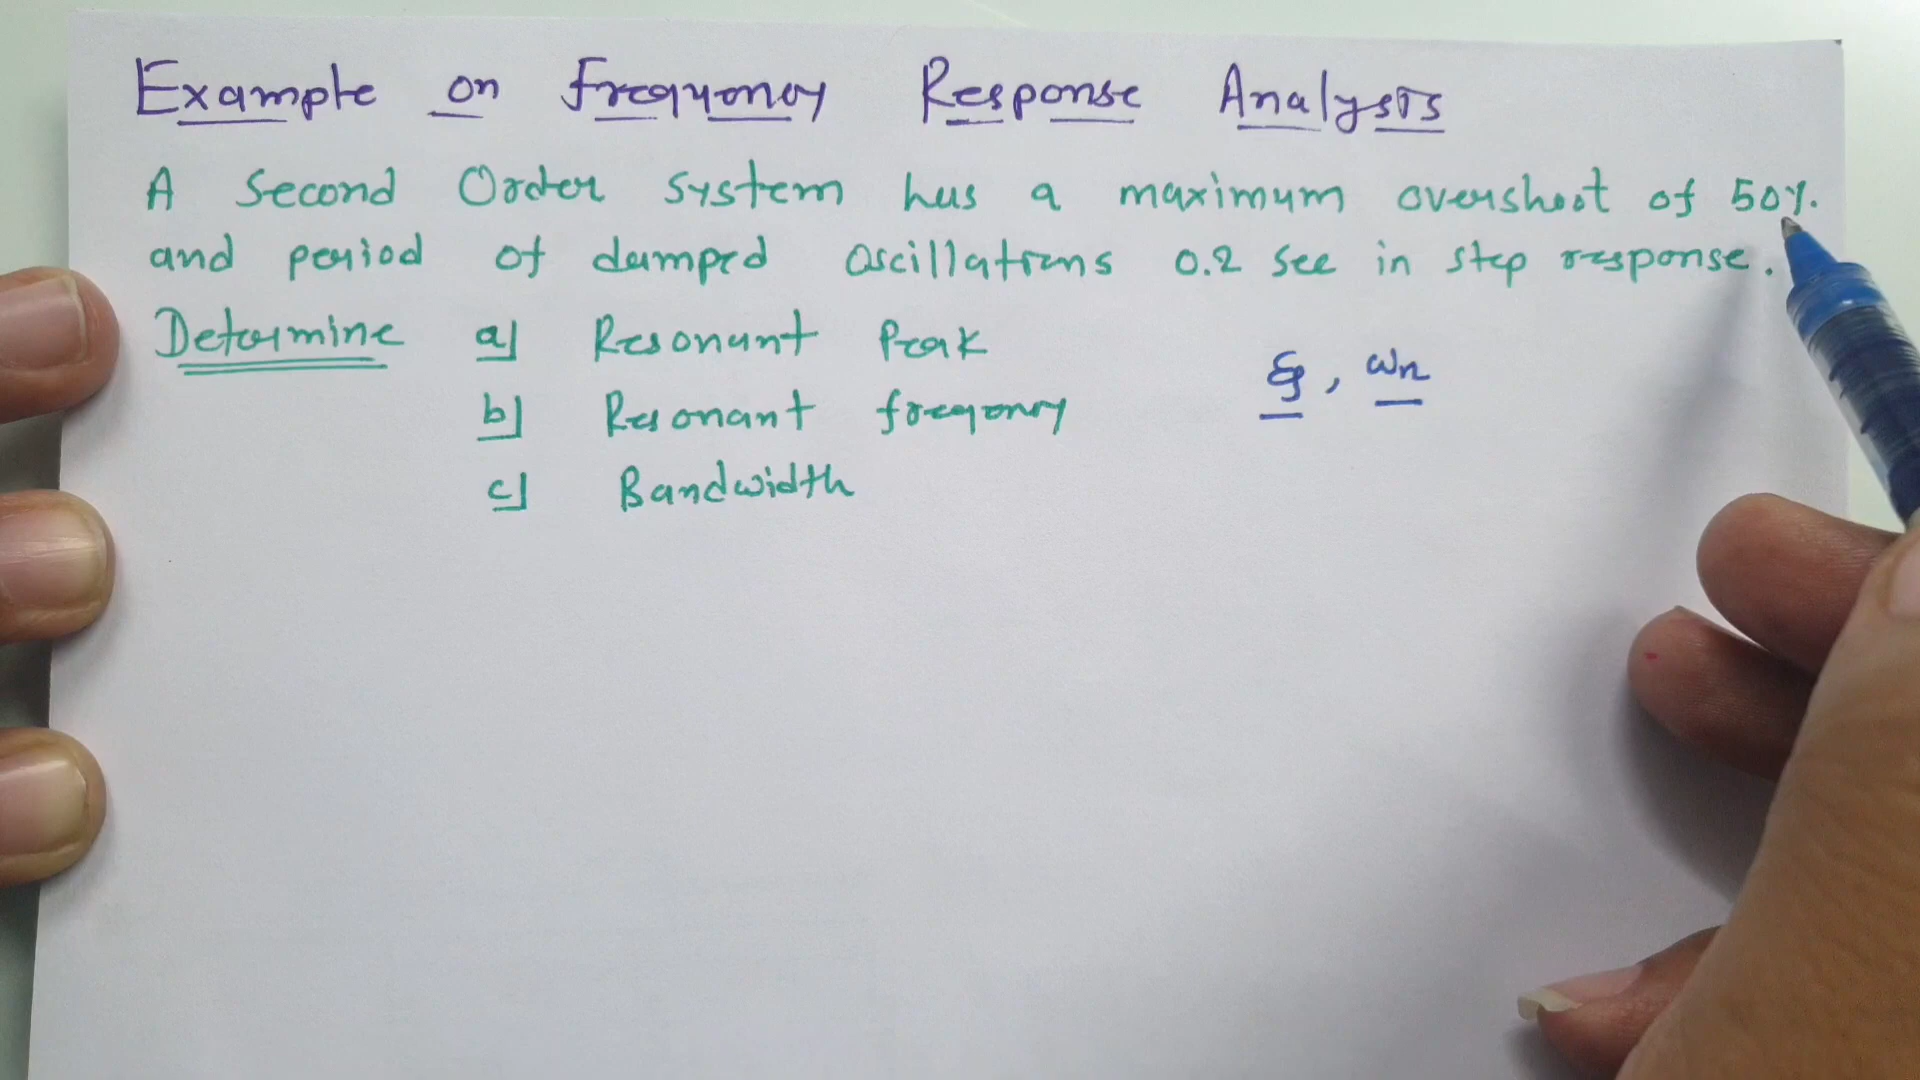 Example on Frequency Response Analysis
A Second Order system has a maximum overshoot of 50%
and period of damped oscillations 0.2 sec in step response.
Determine a] Resonant Peak
ξ, ωn
b] Resonant frequency
c] Bandwidth